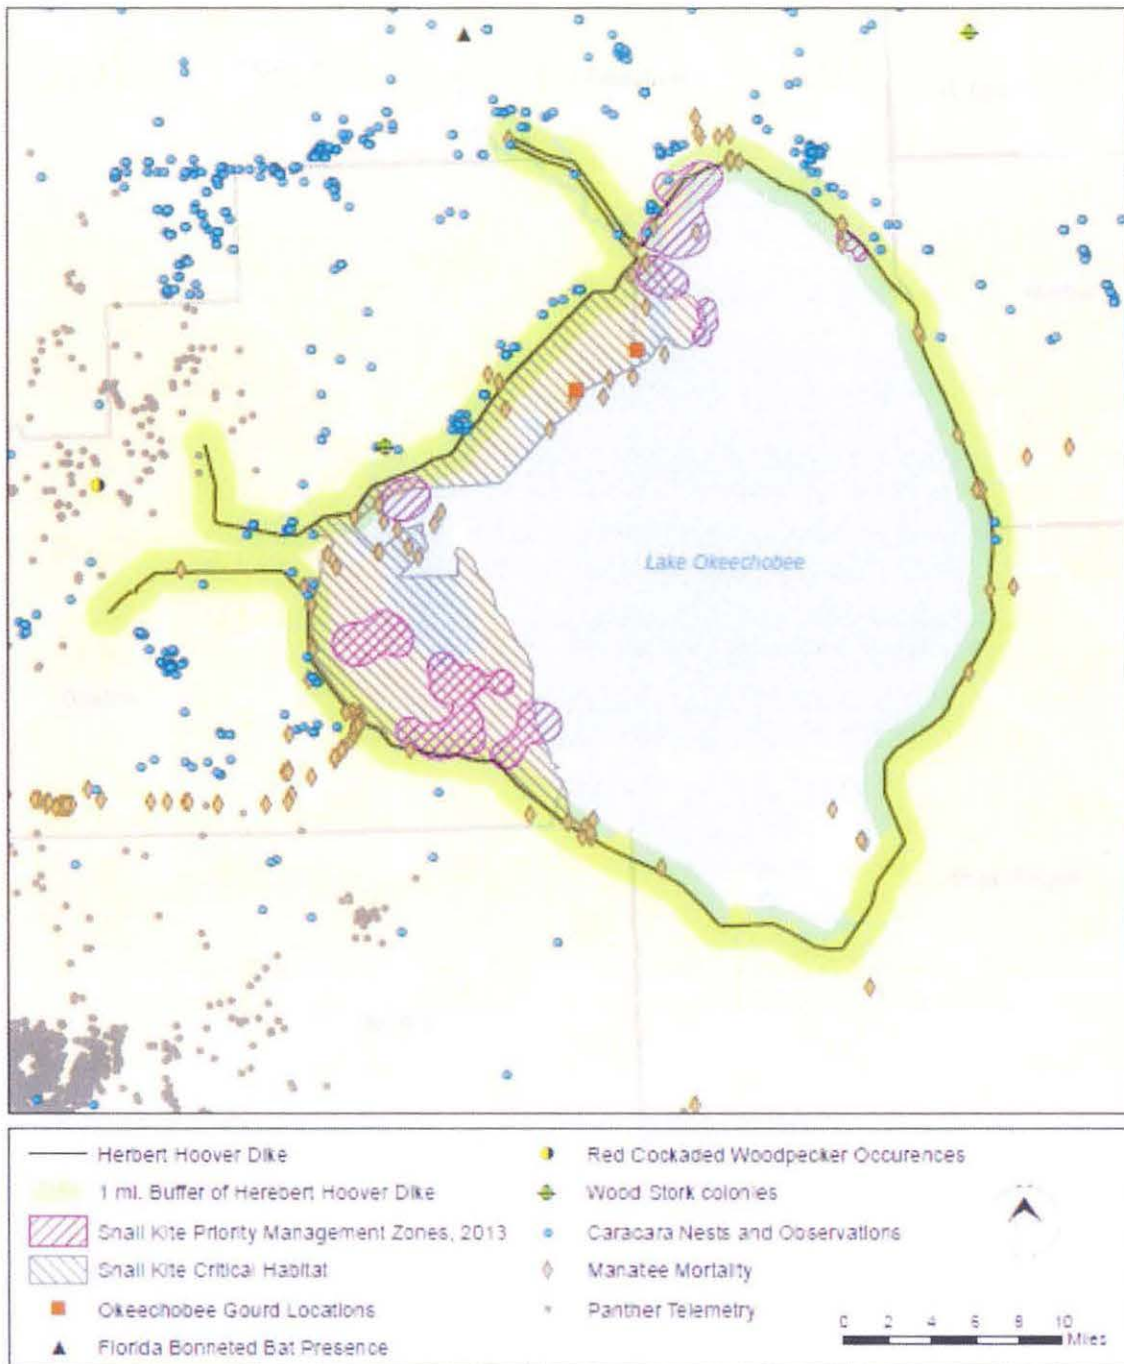 Lake Okeechobee
Herbert Hoover Dike
1 mi. Buffer of Herebert Hoover Dike
Snail Kite Priority Management Zones, 2013
Snail Kite Critical Habitat
Okeechobee Gourd Locations
Florida Bonneted Bat Presence
Red Cockaded Woodpecker Occurences
Wood Stork colonies
Caracara Nests and Observations
Manatee Mortality
Panther Telemetry
0 2 4 6 8 10
Miles